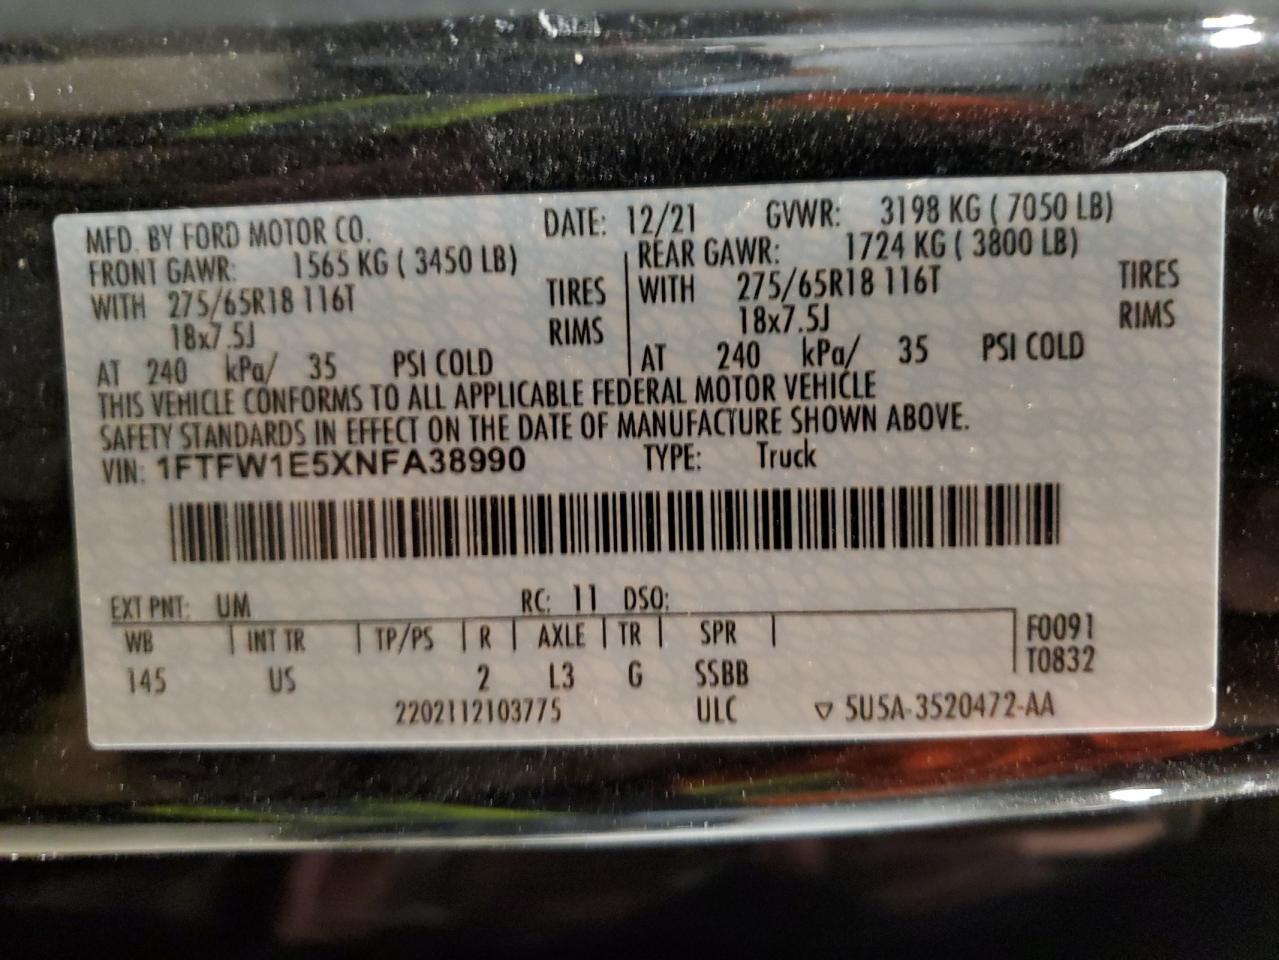 MFD. BY FORD MOTOR CO. DATE: 12/21 GVWR: 3198 KG ( 7050 LB)
FRONT GAWR: 1565 KG ( 3450 LB) REAR GAWR: 1724 KG ( 3800 LB)
WITH 275/65R18 116T TIRES WITH 275/65R18 116T TIRES
18x7.5J RIMS 18x7.5J RIMS
AT 240 kPa/ 35 PSI COLD AT 240 kPa/ 35 PSI COLD
THIS VEHICLE CONFORMS TO ALL APPLICABLE FEDERAL MOTOR VEHICLE
SAFETY STANDARDS IN EFFECT ON THE DATE OF MANUFACTURE SHOWN ABOVE.
VIN: 1FTFW1E5XNFA38990 TYPE: Truck
EXT PNT: UM RC: 11 DSO:
WB INT TR TP/PS R AXLE TR SPR F0091
145 US 2 L3 G SSBB T0832
2202112103775 ULC ▽ 5U5A-3520472-AA